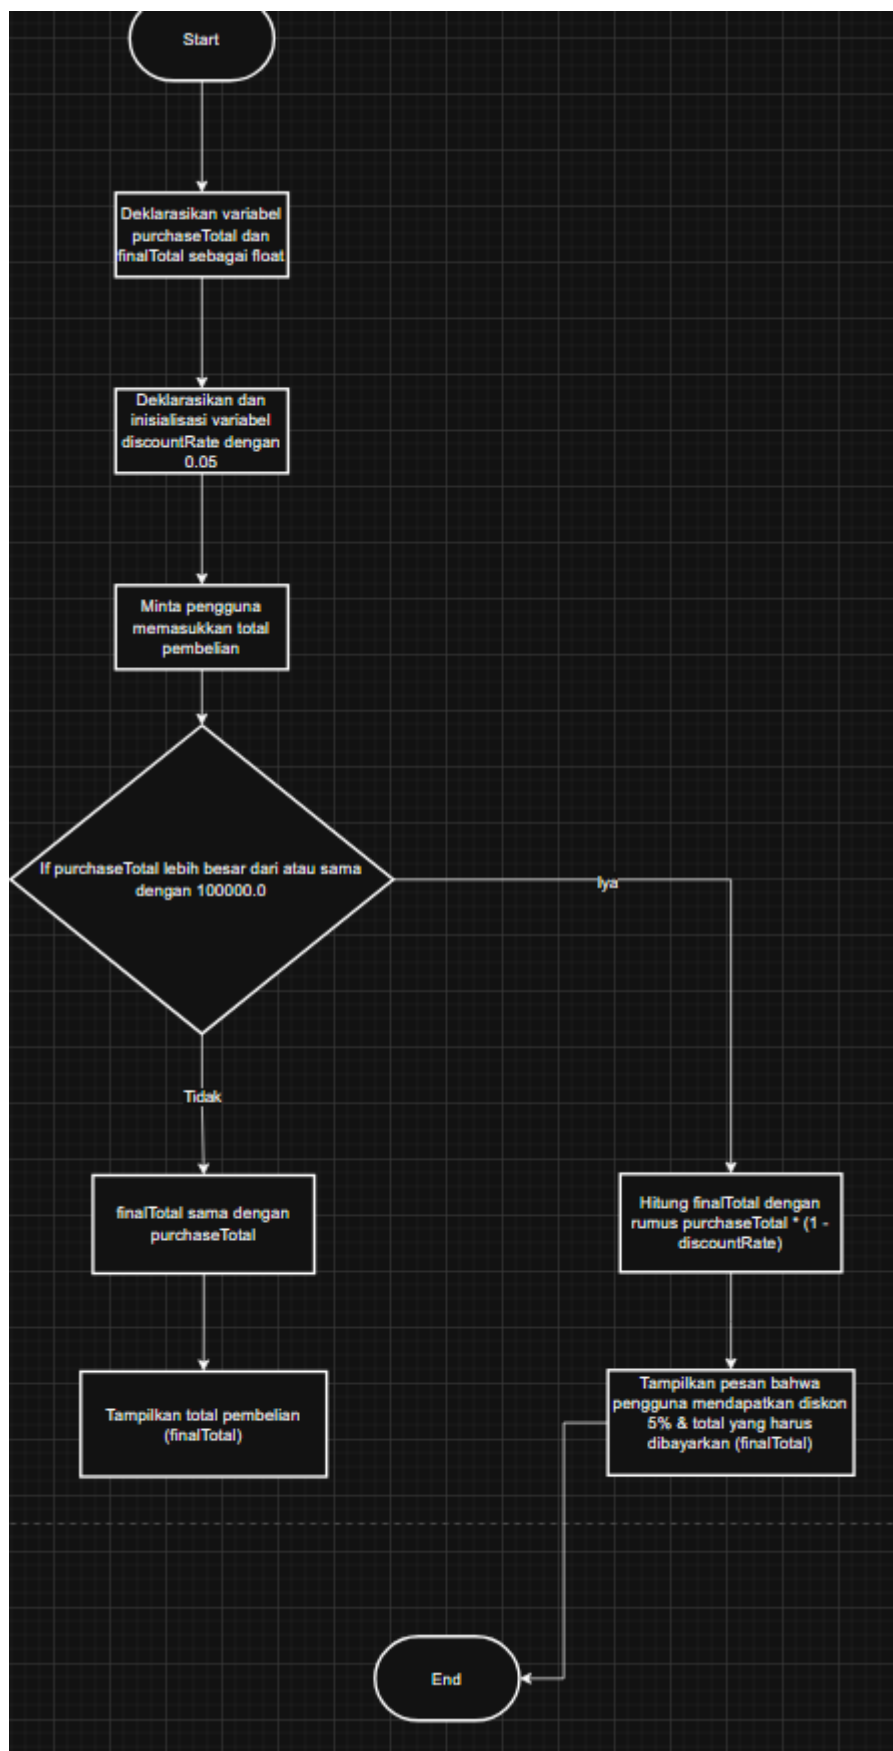 Start
Deklarasikan variabel
purchaseTotal dan
finalTotal sebagai float
Deklarasikan dan
inisialisasi variabel
discountRate dengan
0.05
Minta pengguna
memasukkan total
pembelian
If purchaseTotal lebih besar dari atau sama
dengan 100000.0
Iya
Tidak
finalTotal sama dengan
purchaseTotal
Hitung finalTotal dengan
rumus purchaseTotal * (1 -
discountRate)
Tampilkan total pembelian
(finalTotal)
Tampilkan pesan bahwa
pengguna mendapatkan diskon
5% & total yang harus
dibayarkan (finalTotal)
End